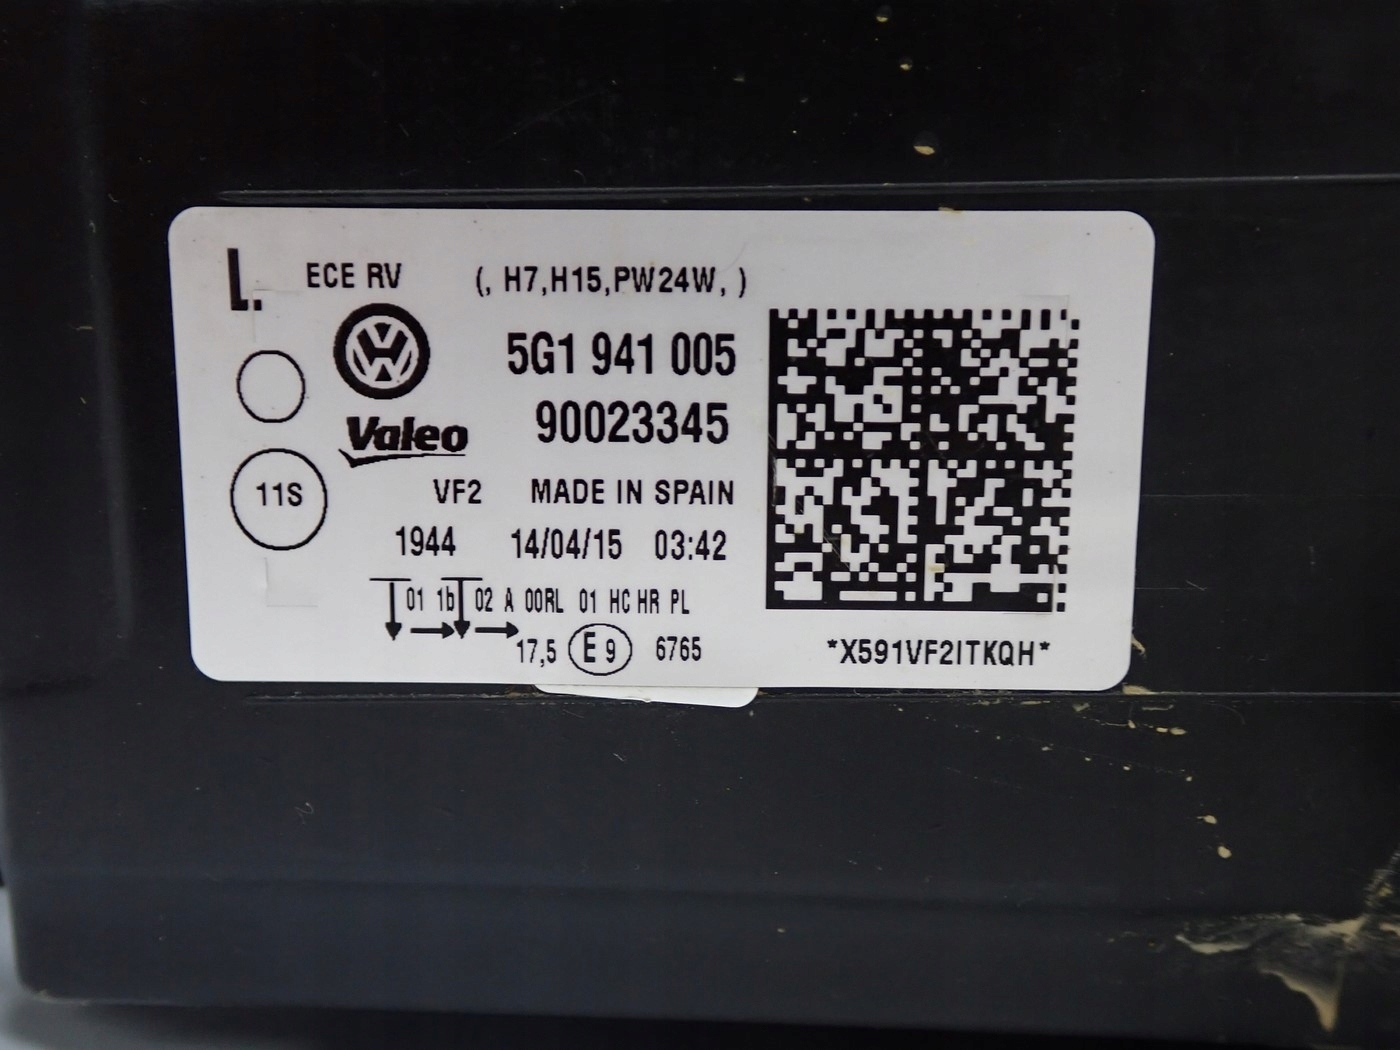 L. ECE RV (, H7,H15,PW24W, )
5G1 941 005
Valeo 90023345
11S VF2 MADE IN SPAIN
1944 14/04/15 03:42
01 1b 02 A 00RL 01 HC HR PL
17,5 E 9 6765
*X591VF2ITKQH*